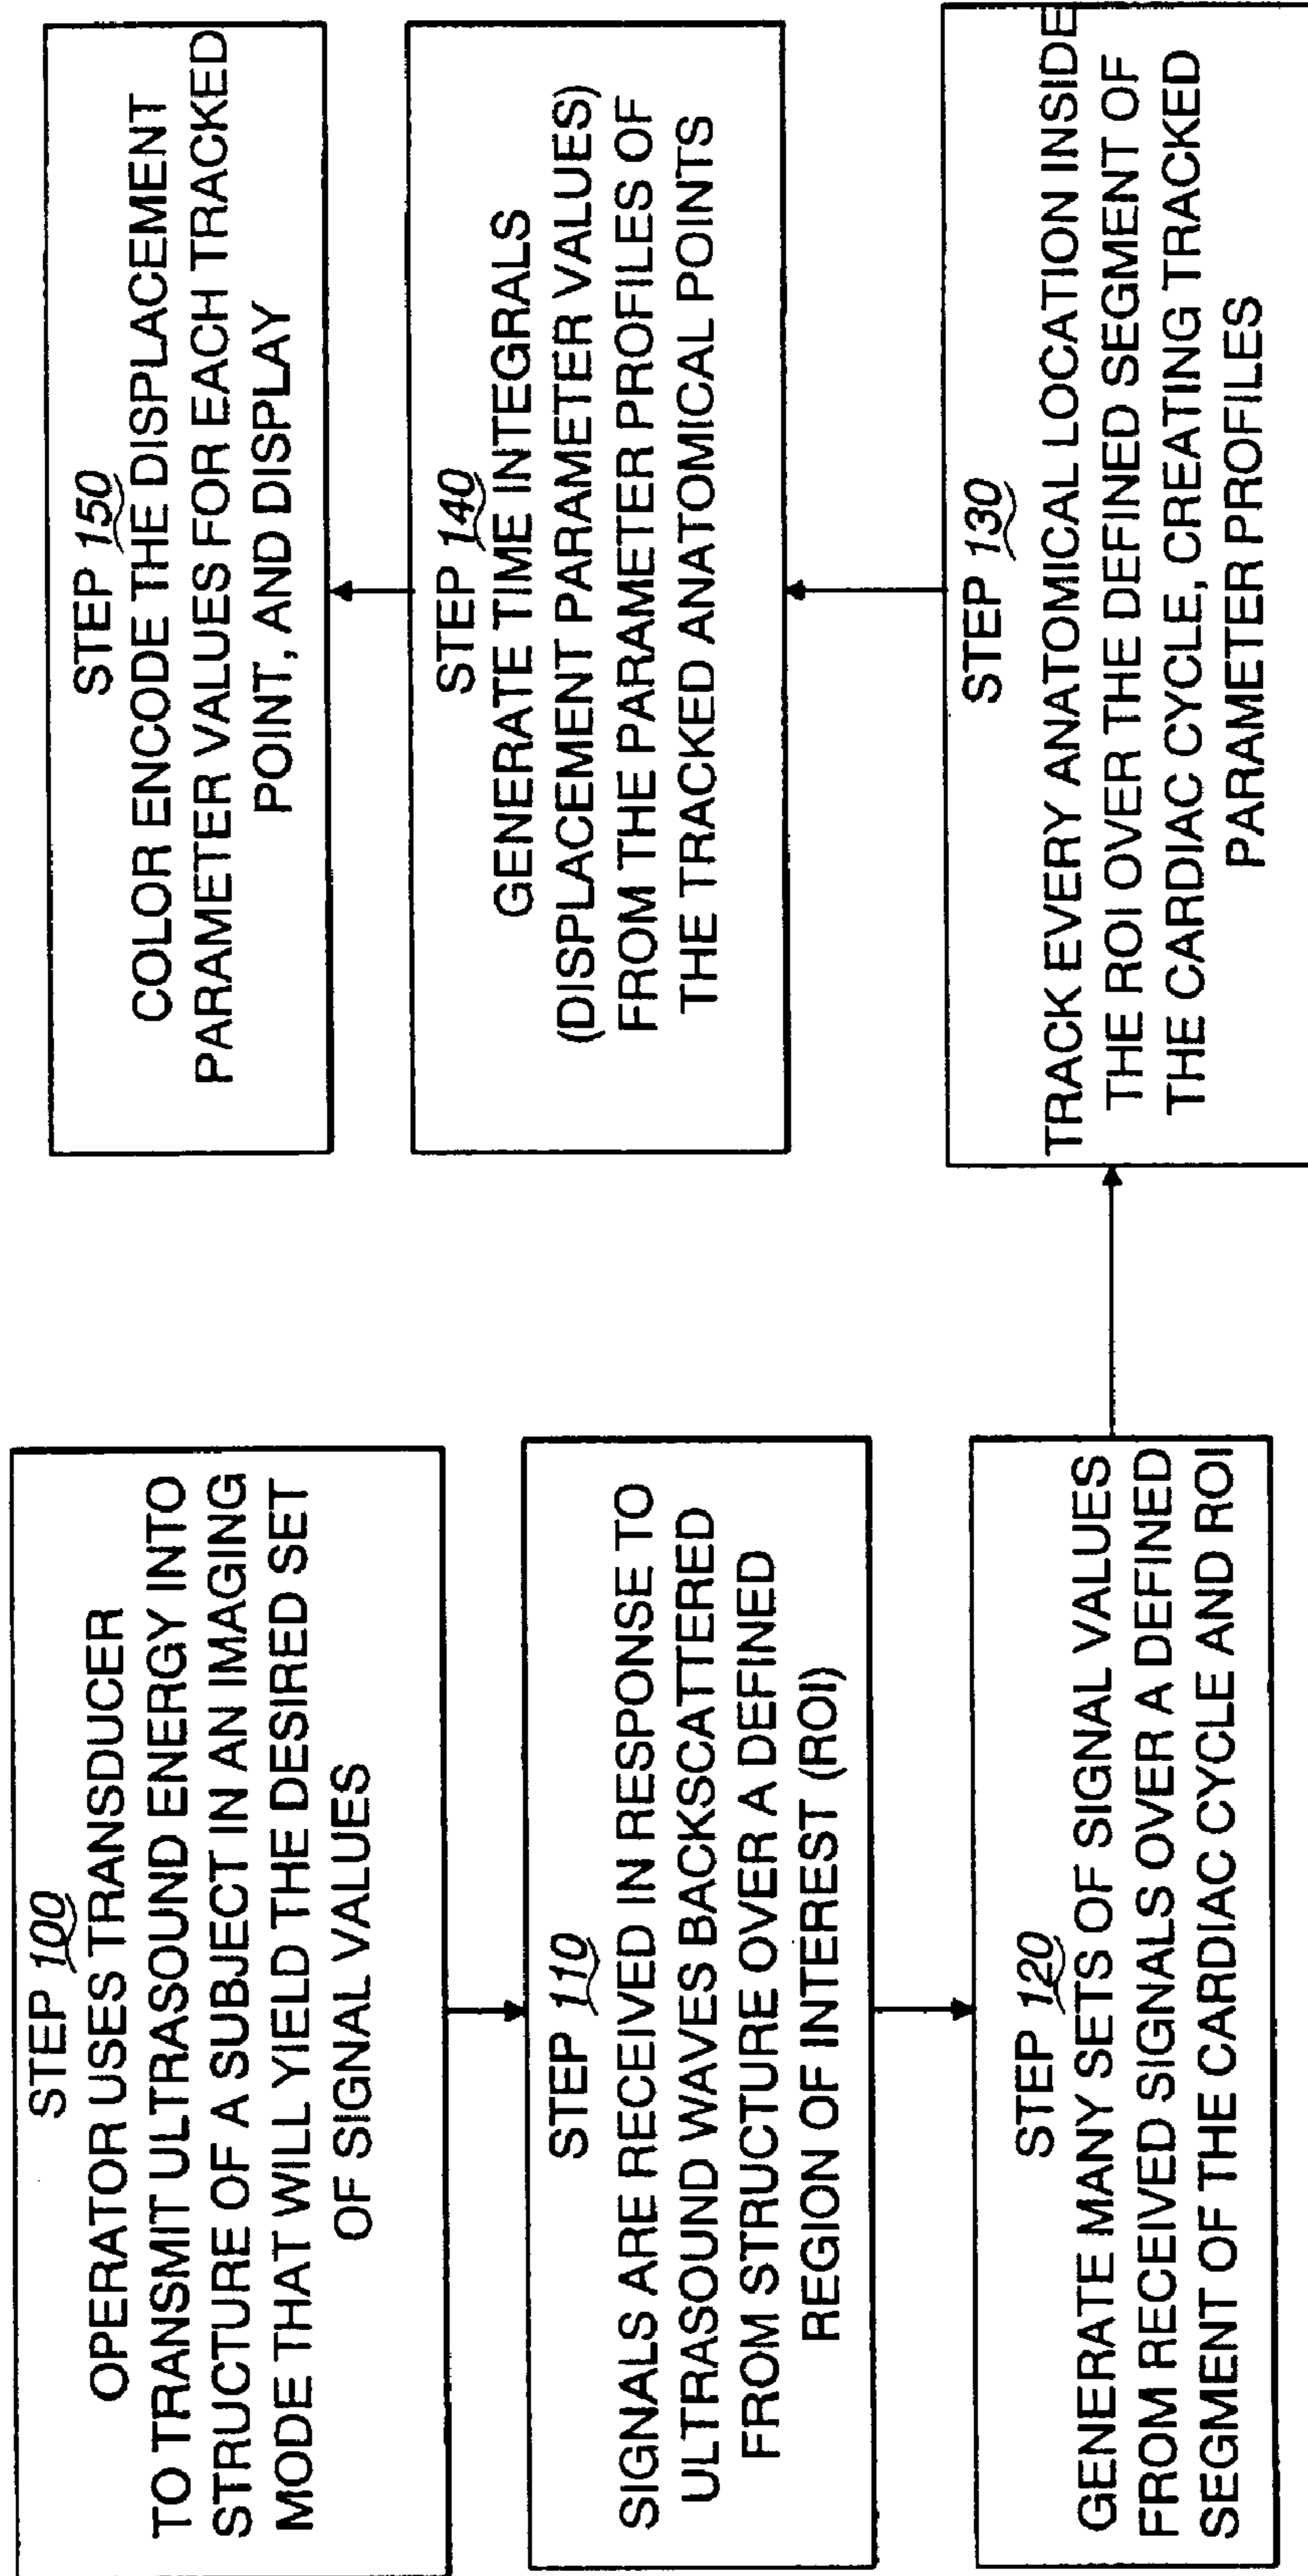 STEP 100
OPERATOR USES TRANSDUCER
TO TRANSMIT ULTRASOUND ENERGY INTO
STRUCTURE OF A SUBJECT IN AN IMAGING
MODE THAT WILL YIELD THE DESIRED SET
OF SIGNAL VALUES
STEP 110
SIGNALS ARE RECEIVED IN RESPONSE TO
ULTRASOUND WAVES BACKSCATTERED
FROM STRUCTURE OVER A DEFINED
REGION OF INTEREST (ROI)
STEP 120
GENERATE MANY SETS OF SIGNAL VALUES
FROM RECEIVED SIGNALS OVER A DEFINED
SEGMENT OF THE CARDIAC CYCLE AND ROI
STEP 130
TRACK EVERY ANATOMICAL LOCATION INSIDE
THE ROI OVER THE DEFINED SEGMENT OF
THE CARDIAC CYCLE, CREATING TRACKED
PARAMETER PROFILES
STEP 140
GENERATE TIME INTEGRALS
(DISPLACEMENT PARAMETER VALUES)
FROM THE PARAMETER PROFILES OF
THE TRACKED ANATOMICAL POINTS
STEP 150
COLOR ENCODE THE DISPLACEMENT
PARAMETER VALUES FOR EACH TRACKED
POINT, AND DISPLAY